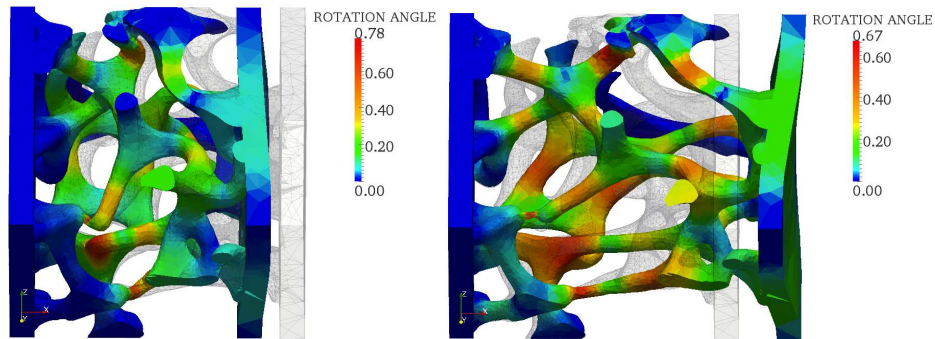 ROTATION ANGLE
0.78
0.60
0.40
0.20
0.00
Z
X
Y
ROTATION ANGLE
0.67
0.60
0.40
0.20
0.00
Z
X
Y